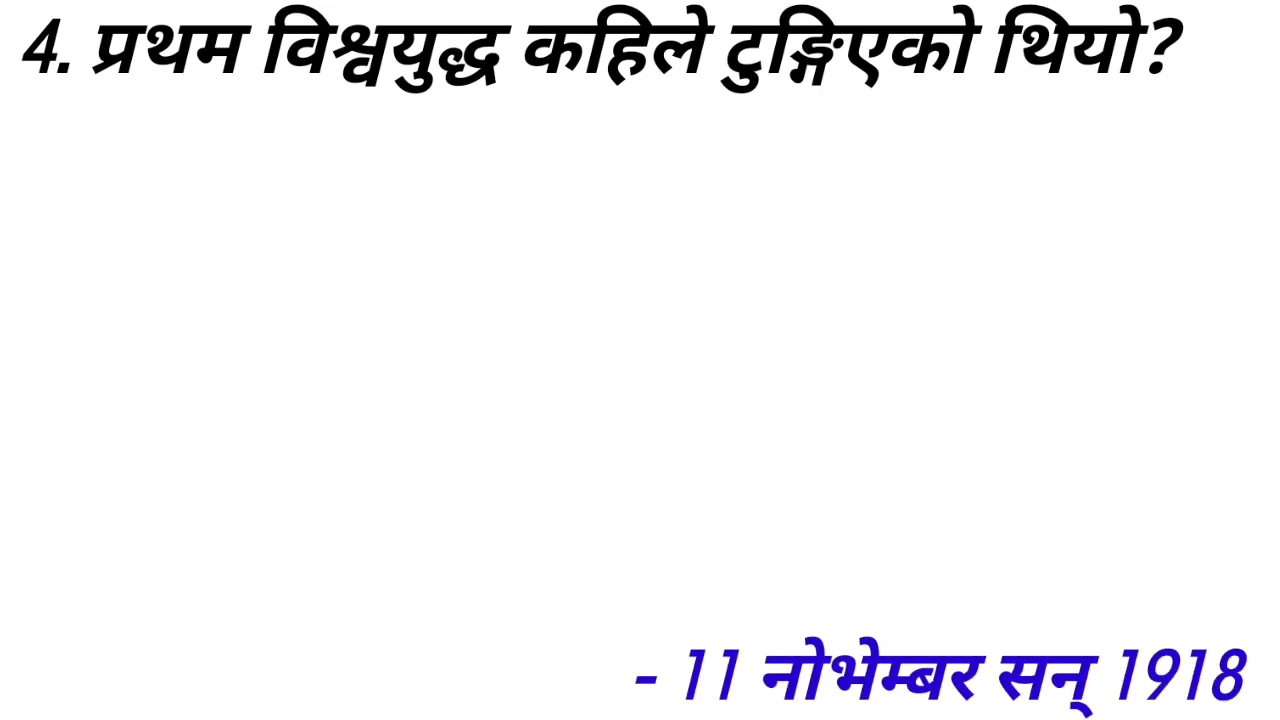 4. प्रथम विश्वयुद्ध कहिले टुङ्गिएको थियो?
- 11 नोभेम्बर सन् 1918